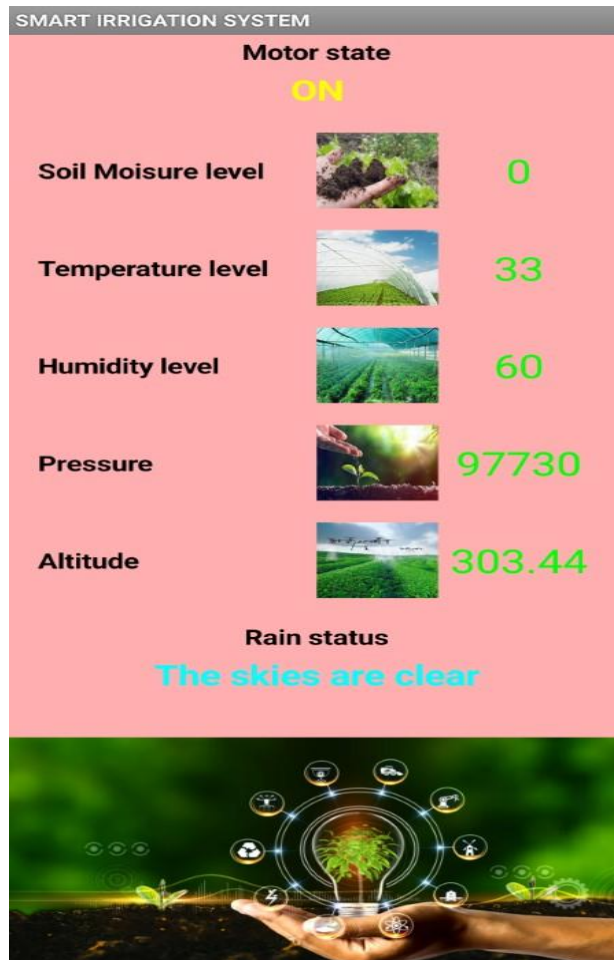 SMART IRRIGATION SYSTEM
Motor state
ON
Soil Moisure level 0
Temperature level 33
Humidity level 60
Pressure 97730
Altitude 303.44
Rain status
The skies are clear